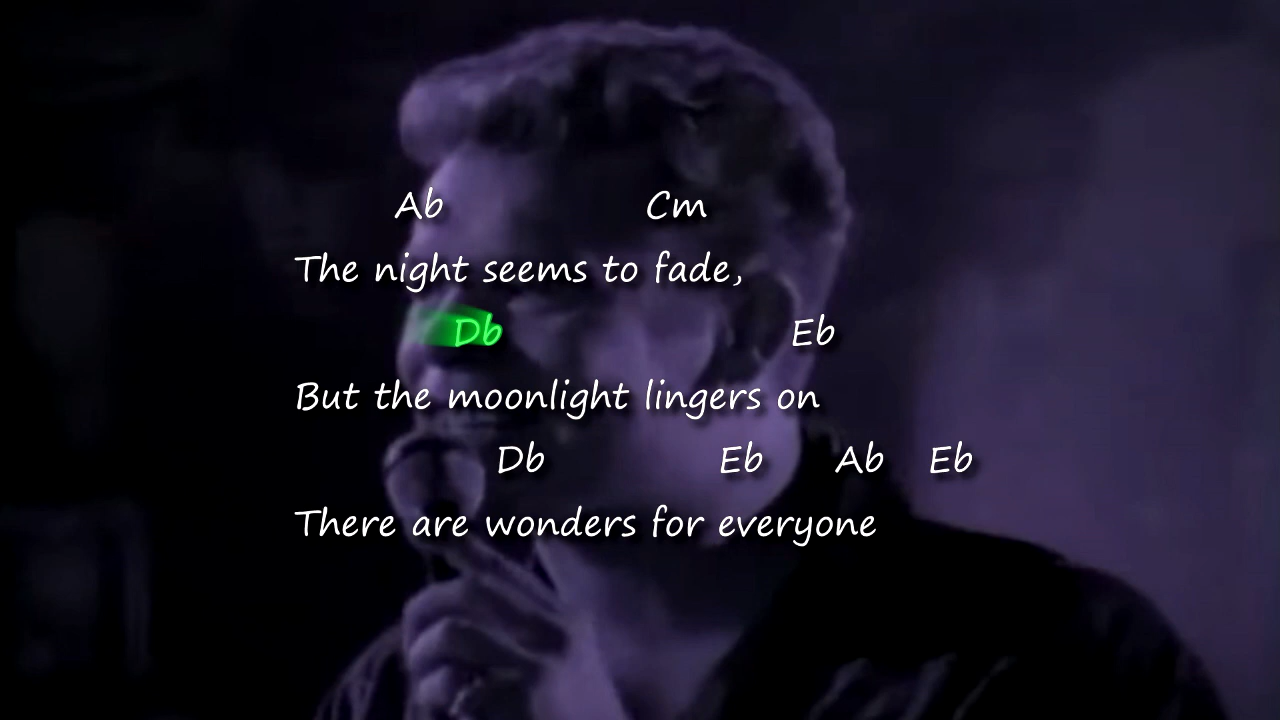 Ab Cm
The night seems to fade,
Db Eb
But the moonlight lingers on
Db Eb Ab Eb
There are wonders for everyone